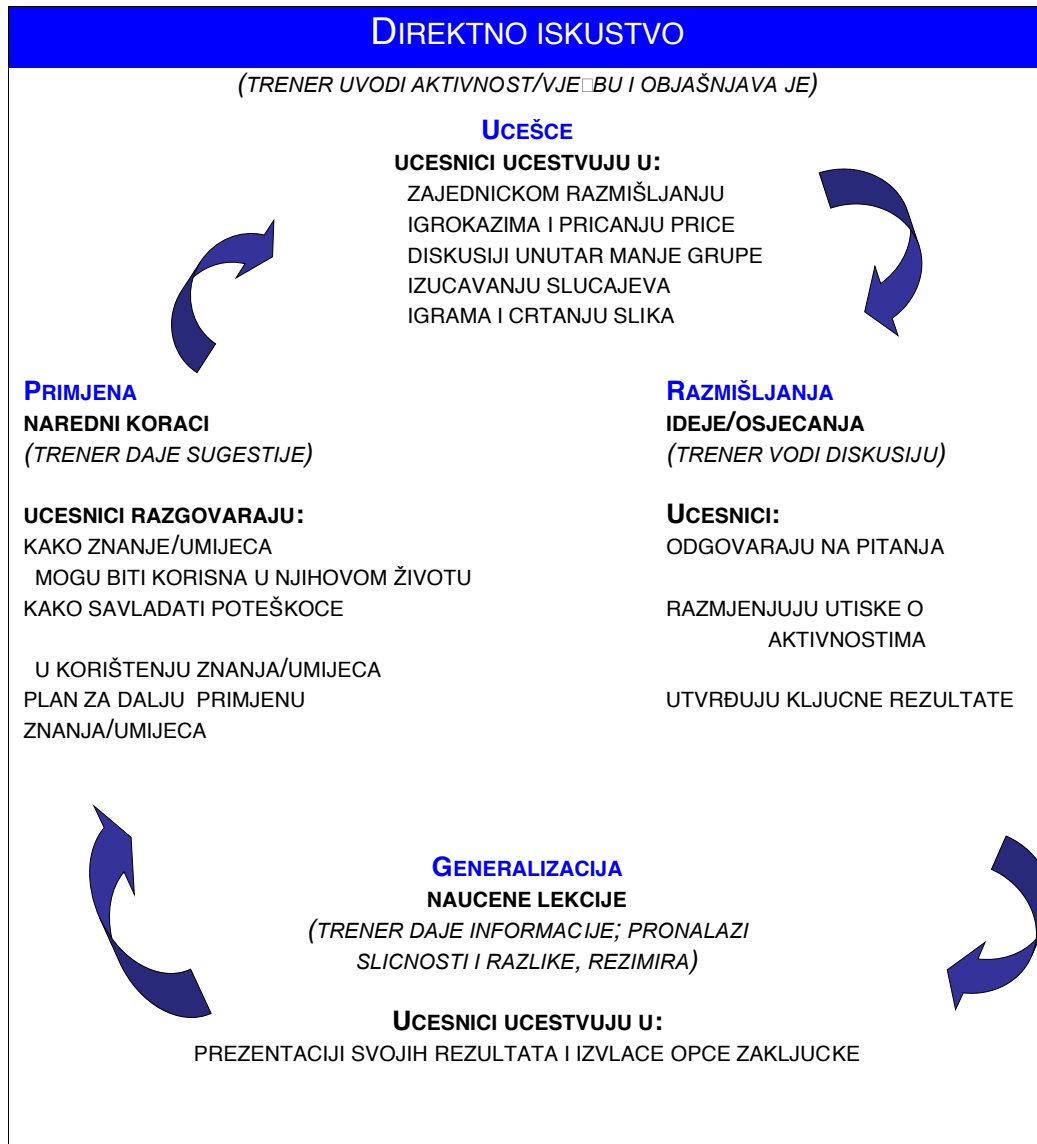 DIREKTNO ISKUSTVO
(TRENER UVODI AKTIVNOST/VJE□BU I OBJAŠNJAVA JE)
UCEŠCE
UCESNICI UCESTVUJU U:
ZAJEDNICKOM RAZMIŠLJANJU
IGROKAZIMA I PRICANJU PRICE
DISKUSIJI UNUTAR MANJE GRUPE
IZUCAVANJU SLUCAJEVA
IGRAMA I CRTANJU SLIKA
PRIMJENA
NAREDNI KORACI
(TRENER DAJE SUGESTIJE)
UCESNICI RAZGOVARAJU:
KAKO ZNANJE/UMIJECA
MOGU BITI KORISNA U NJIHOVOM ŽIVOTU
KAKO SAVLADATI POTEŠKOCE
U KORIŠTENJU ZNANJA/UMIJECA
PLAN ZA DALJU PRIMJENU
ZNANJA/UMIJECA
RAZMIŠLJANJA
IDEJE/OSJECANJA
(TRENER VODI DISKUSIJU)
UCESNICI:
ODGOVARAJU NA PITANJA
RAZMJENJUJU UTISKE O
AKTIVNOSTIMA
UTVRĐUJU KLJUCNE REZULTATE
GENERALIZACIJA
NAUCENE LEKCIJE
(TRENER DAJE INFORMACIJE; PRONALAZI
SLICNOSTI I RAZLIKE, REZIMIRA)
UCESNICI UCESTVUJU U:
PREZENTACIJI SVOJIH REZULTATA I IZVLACE OPCE ZAKLJUCKE